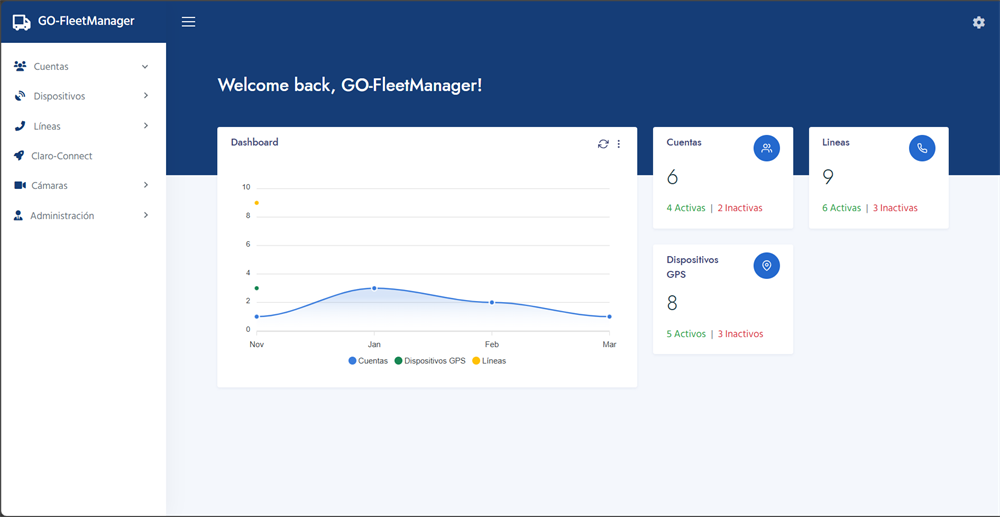 GO-FleetManager
Cuentas
Dispositivos
Líneas
Claro-Connect
Cámaras
Administración
Welcome back, GO-FleetManager!
Dashboard
10
8
6
4
2
0
Nov Jan Feb Mar
Cuentas Dispositivos GPS Líneas
Cuentas
6
4 Activas | 2 Inactivas
Lineas
9
6 Activas | 3 Inactivas
Dispositivos
GPS
8
5 Activos | 3 Inactivos